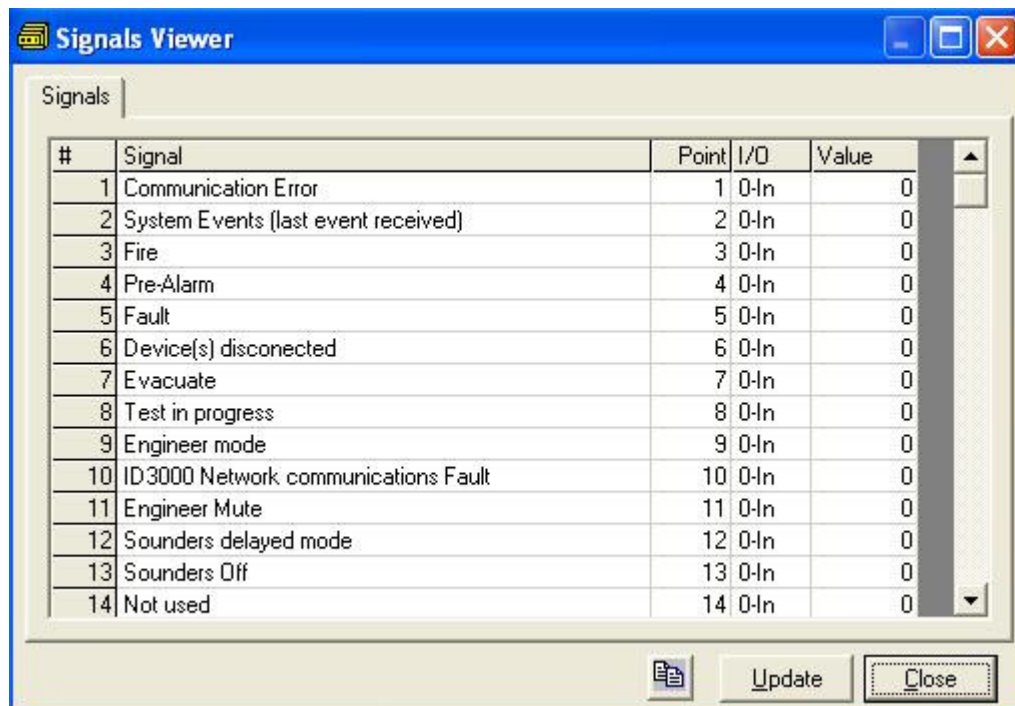 Signals Viewer
Signals
# Signal Point I/O Value
1 Communication Error 1 0-In 0
2 System Events (last event received) 2 0-In 0
3 Fire 3 0-In 0
4 Pre-Alarm 4 0-In 0
5 Fault 5 0-In 0
6 Device(s) disconected 6 0-In 0
7 Evacuate 7 0-In 0
8 Test in progress 8 0-In 0
9 Engineer mode 9 0-In 0
10 ID3000 Network communications Fault 10 0-In 0
11 Engineer Mute 11 0-In 0
12 Sounders delayed mode 12 0-In 0
13 Sounders Off 13 0-In 0
14 Not used 14 0-In 0
Update Close